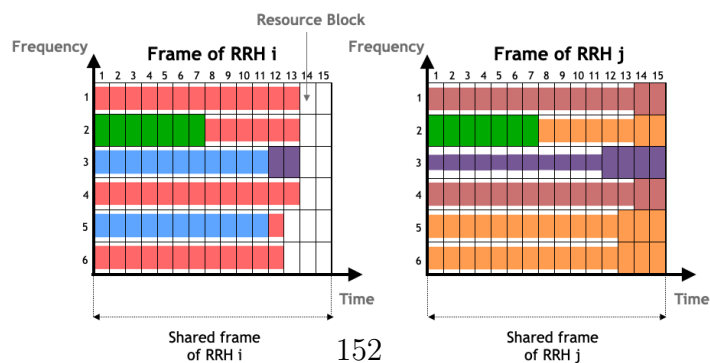 Resource Block
Frequency
Frame of RRH i
1 2 3 4 5 6 7 8 9 10 11 12 13 14 15
1
2
3
4
5
6
Time
Shared frame
of RRH i
Frequency
Frame of RRH j
1 2 3 4 5 6 7 8 9 10 11 12 13 14 15
1
2
3
4
5
6
Time
Shared frame
of RRH j
152